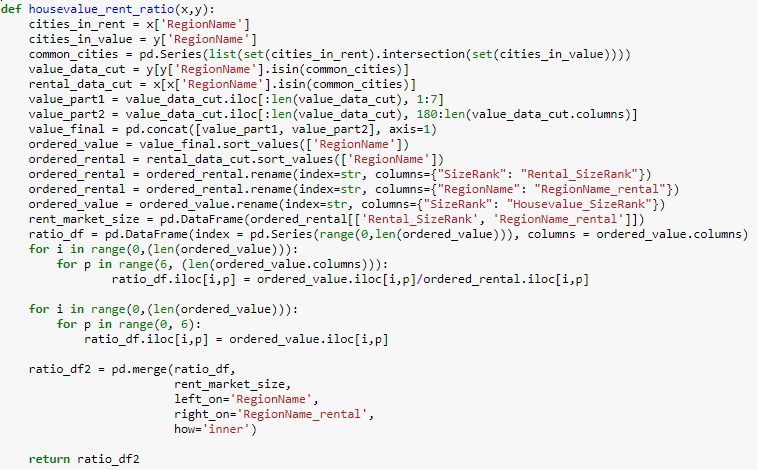 def housevalue_rent_ratio(x,y):
    cities_in_rent = x['RegionName']
    cities_in_value = y['RegionName']
    common_cities = pd.Series(list(set(cities_in_rent).intersection(set(cities_in_value))))
    value_data_cut = y[y['RegionName'].isin(common_cities)]
    rental_data_cut = x[x['RegionName'].isin(common_cities)]
    value_part1 = value_data_cut.iloc[:len(value_data_cut), 1:7]
    value_part2 = value_data_cut.iloc[:len(value_data_cut), 180:len(value_data_cut.columns)]
    value_final = pd.concat([value_part1, value_part2], axis=1)
    ordered_value = value_final.sort_values(['RegionName'])
    ordered_rental = rental_data_cut.sort_values(['RegionName'])
    ordered_rental = ordered_rental.rename(index=str, columns={"SizeRank": "Rental_SizeRank"})
    ordered_rental = ordered_rental.rename(index=str, columns={"RegionName": "RegionName_rental"})
    ordered_value = ordered_value.rename(index=str, columns={"SizeRank": "Housevalue_SizeRank"})
    rent_market_size = pd.DataFrame(ordered_rental[['Rental_SizeRank', 'RegionName_rental']])
    ratio_df = pd.DataFrame(index = pd.Series(range(0,len(ordered_value))), columns = ordered_value.columns)
    for i in range(0,(len(ordered_value))):
        for p in range(6, (len(ordered_value.columns))):
                ratio_df.iloc[i,p] = ordered_value.iloc[i,p]/ordered_rental.iloc[i,p]

    for i in range(0,(len(ordered_value))):
        for p in range(0, 6):
            ratio_df.iloc[i,p] = ordered_value.iloc[i,p]

    ratio_df2 = pd.merge(ratio_df,
                         rent_market_size,
                         left_on='RegionName',
                         right_on='RegionName_rental',
                         how='inner')

    return ratio_df2